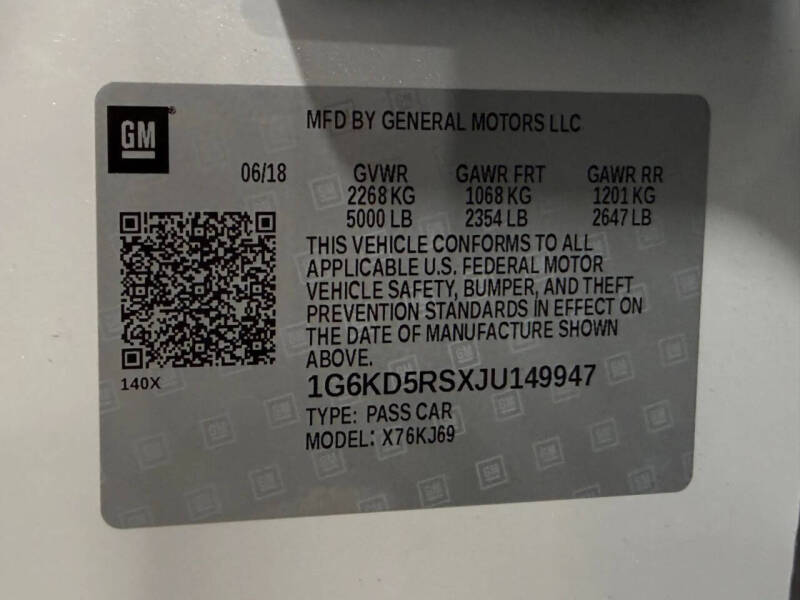 GM®
MFD BY GENERAL MOTORS LLC
06/18 GVWR GAWR FRT GAWR RR
2268 KG 1068 KG 1201 KG
5000 LB 2354 LB 2647 LB
THIS VEHICLE CONFORMS TO ALL
APPLICABLE U.S. FEDERAL MOTOR
VEHICLE SAFETY, BUMPER, AND THEFT
PREVENTION STANDARDS IN EFFECT ON
THE DATE OF MANUFACTURE SHOWN
ABOVE.
140X
1G6KD5RSXJU149947
TYPE: PASS CAR
MODEL: X76KJ69